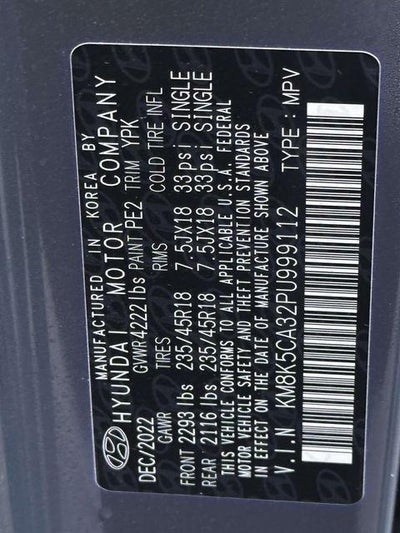 MANUFACTURED IN KOREA BY
HYUNDAI MOTOR COMPANY
DEC/2022 GVWR4222 lbs PAINT PE2 TRIM YPK
GAWR TIRES RIMS COLD TIRE INFL
FRONT 2293 lbs 235/45R18 7.5JX18 33psi SINGLE
REAR 2116 lbs 235/45R18 7.5JX18 33psi SINGLE
THIS VEHICLE CONFORMS TO ALL APPLICABLE U.S.A. FEDERAL
MOTOR VEHICLE SAFETY AND THEFT PREVENTION STANDARDS
IN EFFECT ON THE DATE OF MANUFACTURE SHOWN ABOVE
V.I.N KM8K5CA32PU999112 TYPE : MPV